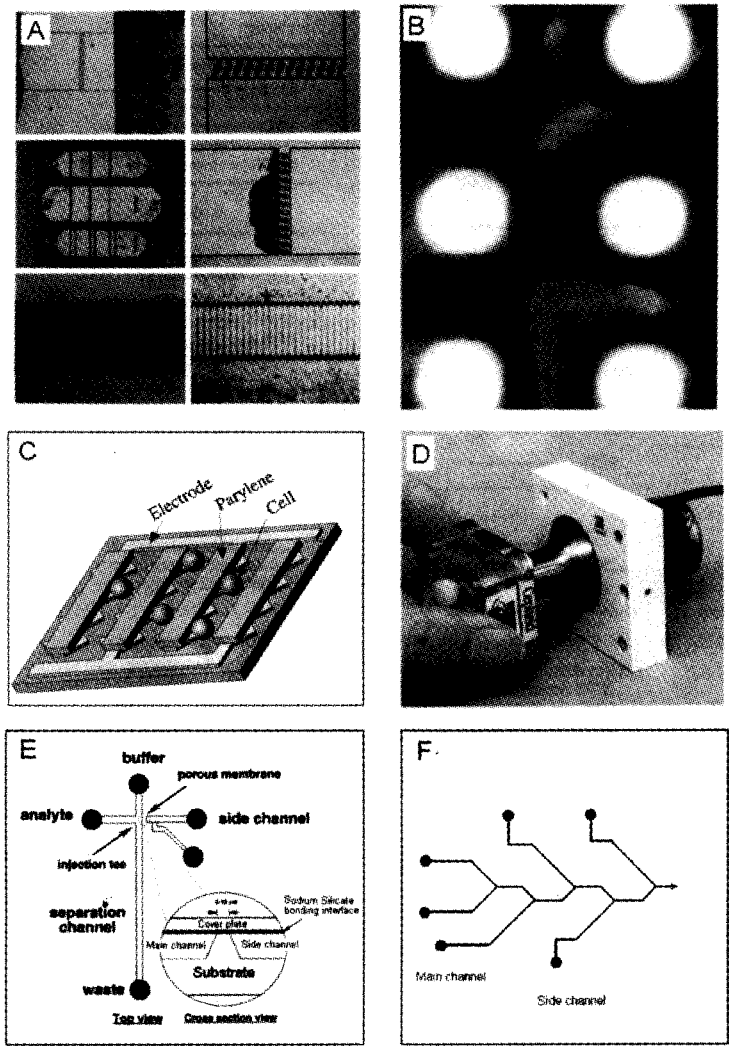 A
B
C
Electrode
Parylene
Cell
D
E
buffer
porous membrane
analyte
side channel
injection tee
separation channel
Sodium Silicate
bonding interface
Cover plate
Main channel
Side channel
Substrate
waste
Top view
Cross section view
F
Main channel
Side channel